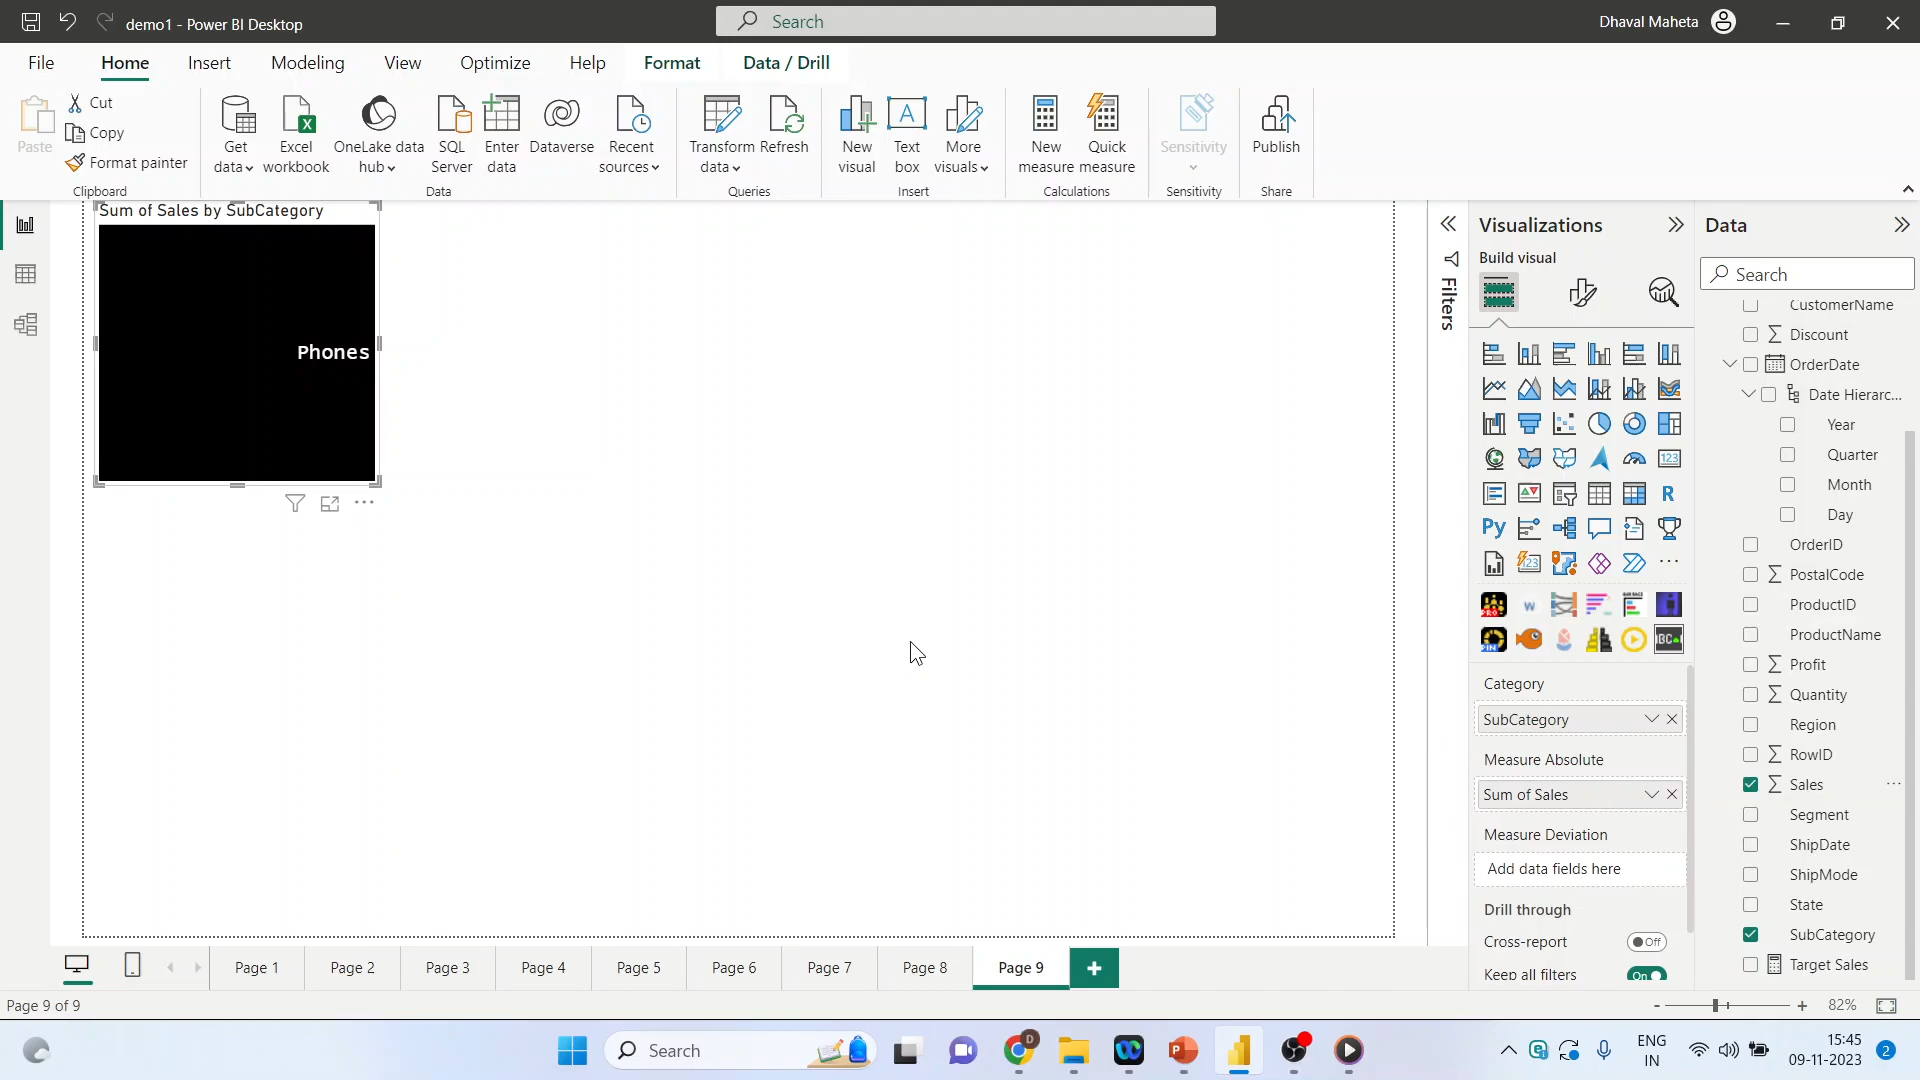 demo1 - Power BI Desktop
Search
Dhaval Maheta
File
Home
Insert
Modeling
View
Optimize
Help
Format
Data / Drill
Paste
Cut
Copy
Format painter
Clipboard
Get data
Excel workbook
OneLake data hub
SQL Server
Enter data
Dataverse
Recent sources
Data
Transform data
Refresh
Queries
New visual
Text box
More visuals
Insert
New measure
Quick measure
Calculations
Sensitivity
Sensitivity
Publish
Share
Sum of Sales by SubCategory
Phones
Filters
Visualizations
Build visual
Category
SubCategory
Measure Absolute
Sum of Sales
Measure Deviation
Add data fields here
Drill through
Cross-report
Off
Keep all filters
On
Data
Search
CustomerName
Discount
OrderDate
Date Hierarc...
Year
Quarter
Month
Day
OrderID
PostalCode
ProductID
ProductName
Profit
Quantity
Region
RowID
Sales
Segment
ShipDate
ShipMode
State
SubCategory
Target Sales
Page 1
Page 2
Page 3
Page 4
Page 5
Page 6
Page 7
Page 8
Page 9
Page 9 of 9
82%
Search
ENG
IN
15:45
09-11-2023
2